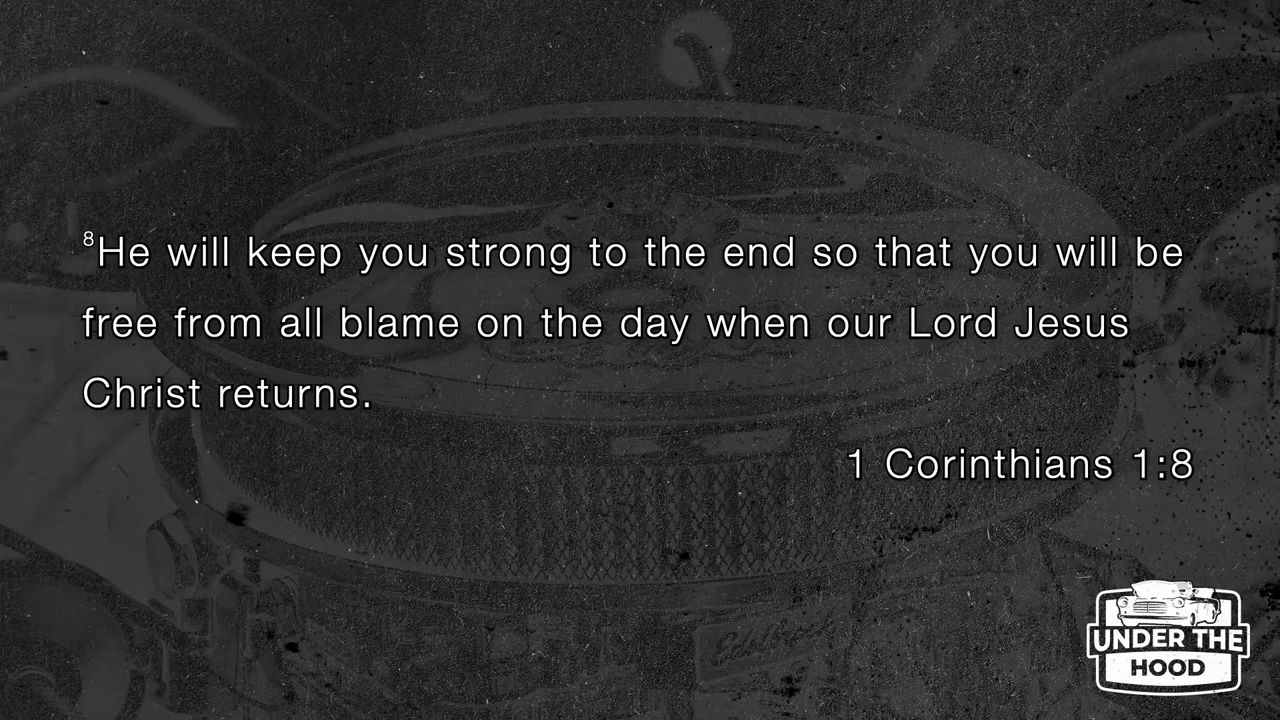 ⁸He will keep you strong to the end so that you will be
free from all blame on the day when our Lord Jesus
Christ returns.
1 Corinthians 1:8
UNDER THE
HOOD